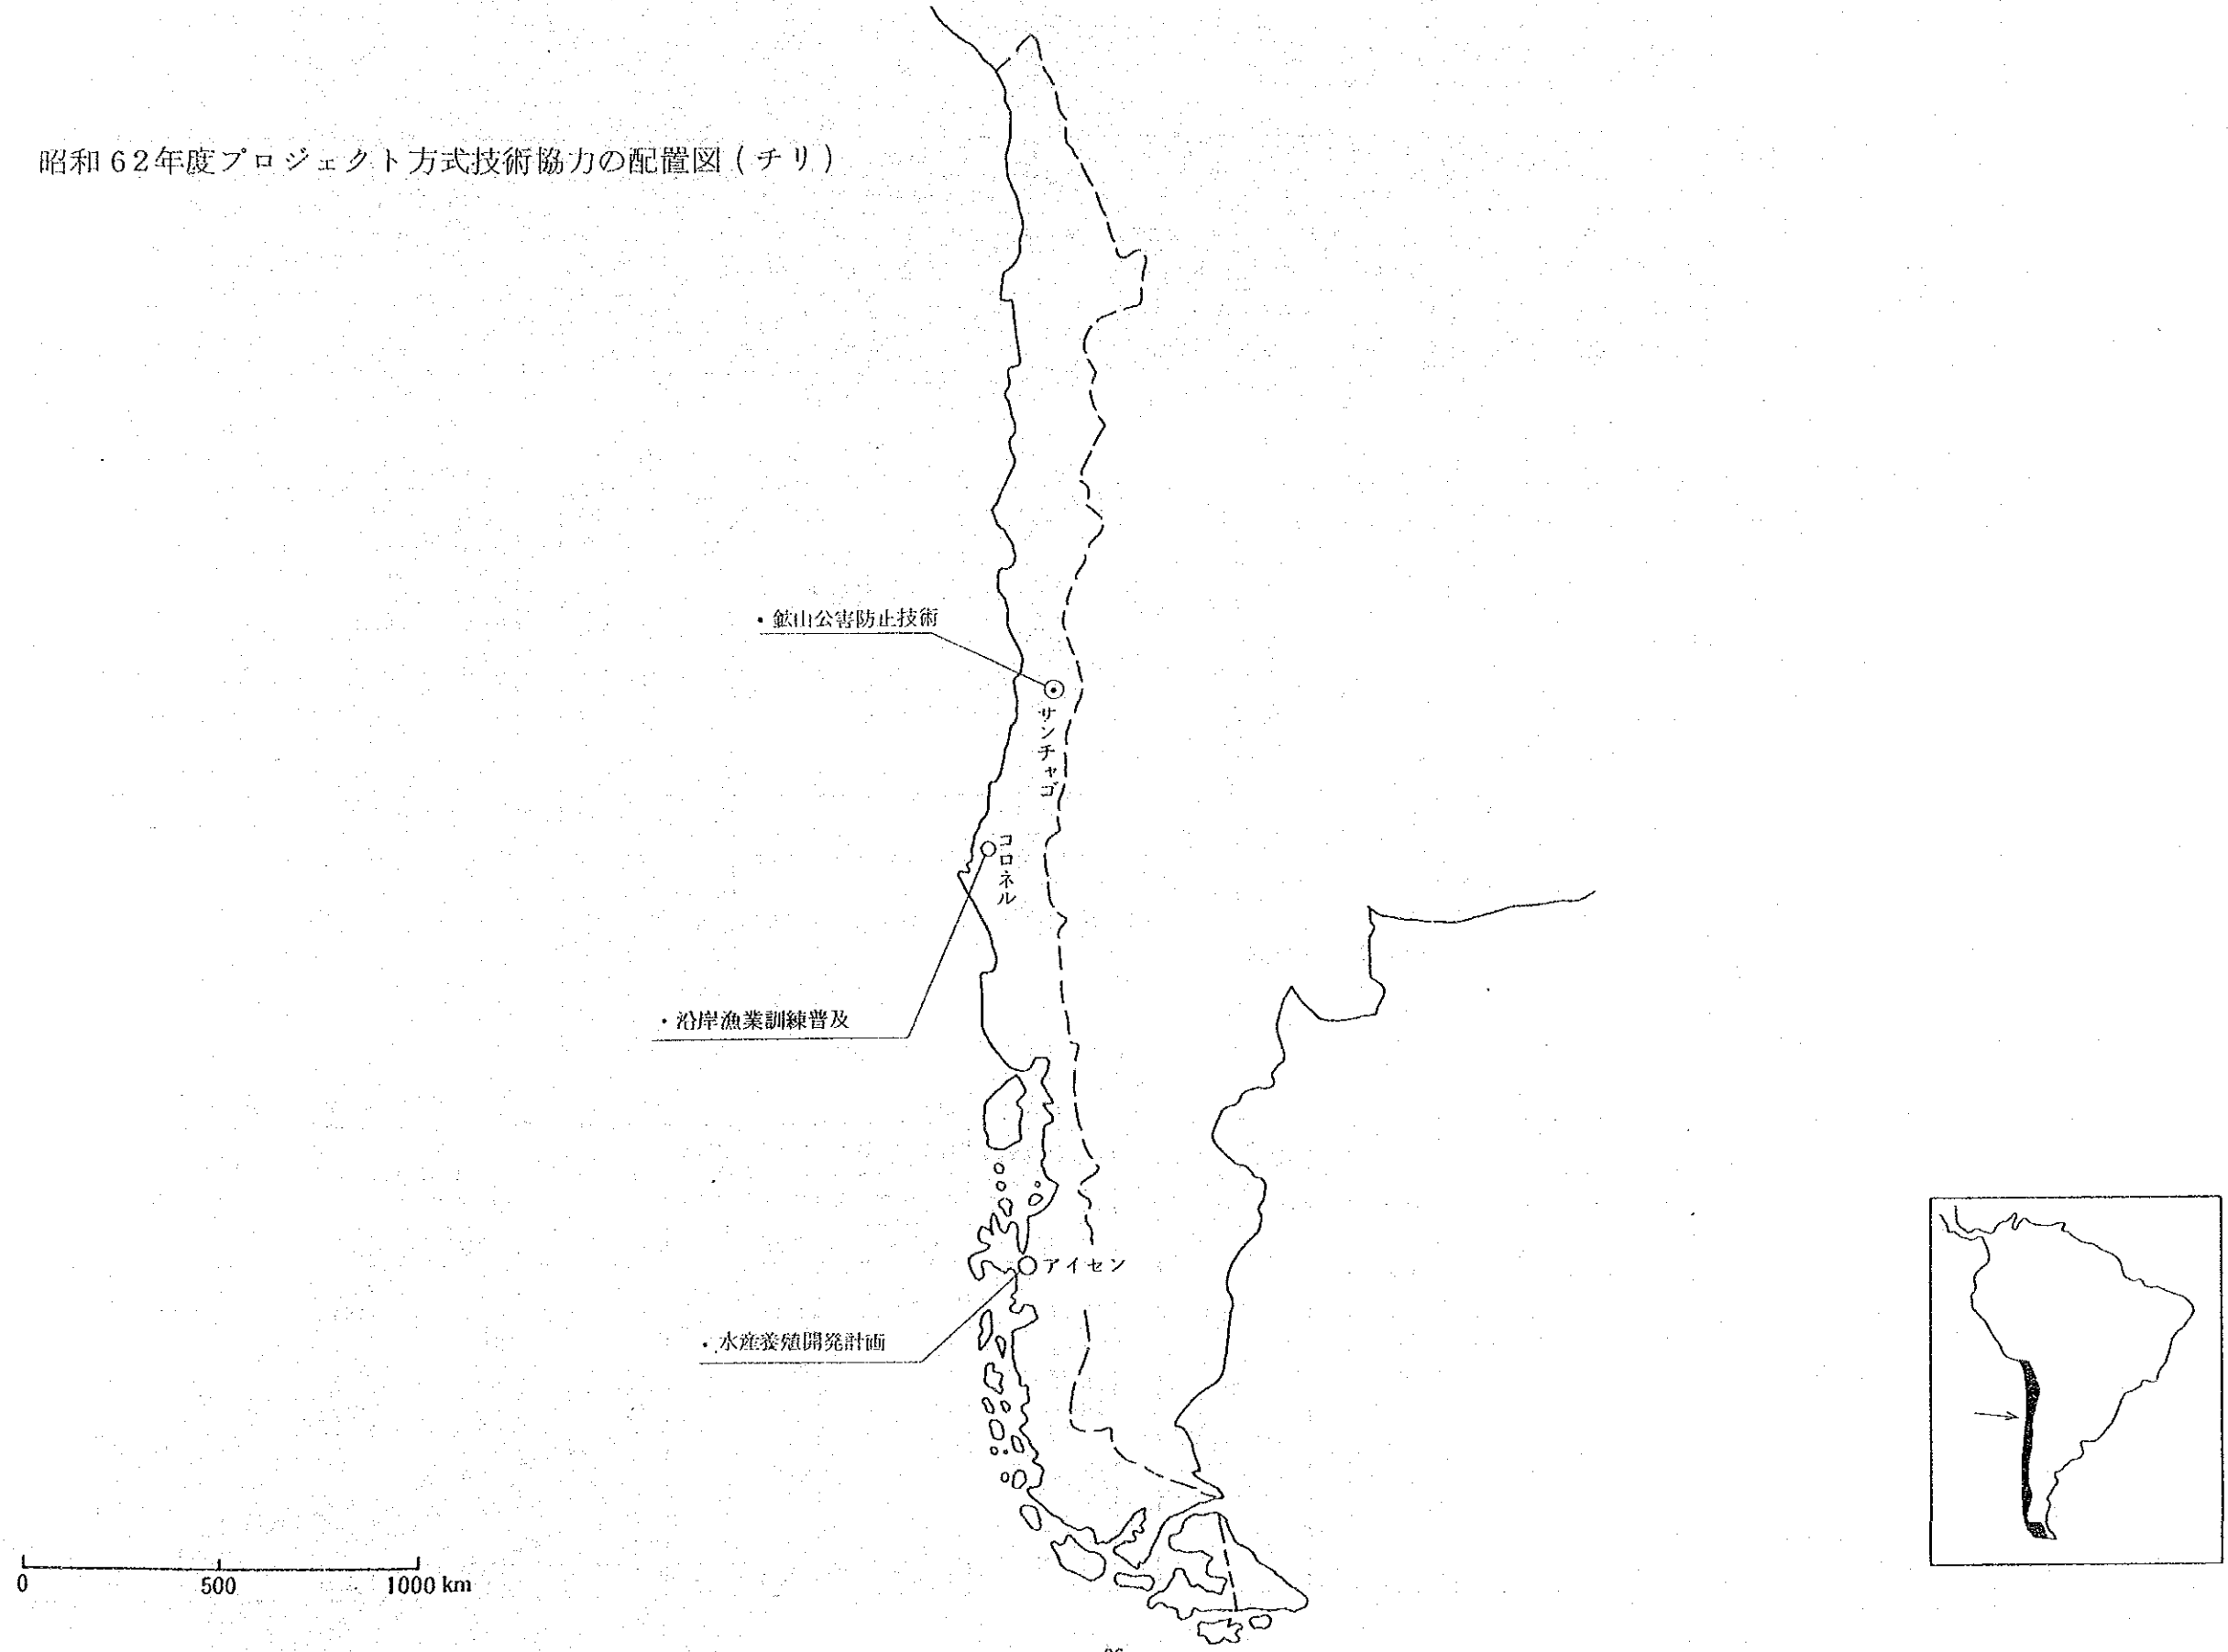 昭和62年度プロジェクト方式技術協力の配置図(チリ)
・鉱山公害防止技術
サンチャゴ
コロネル
・沿岸漁業訓練普及
アイセン
・水産養殖開発計画
0 500 1000 km